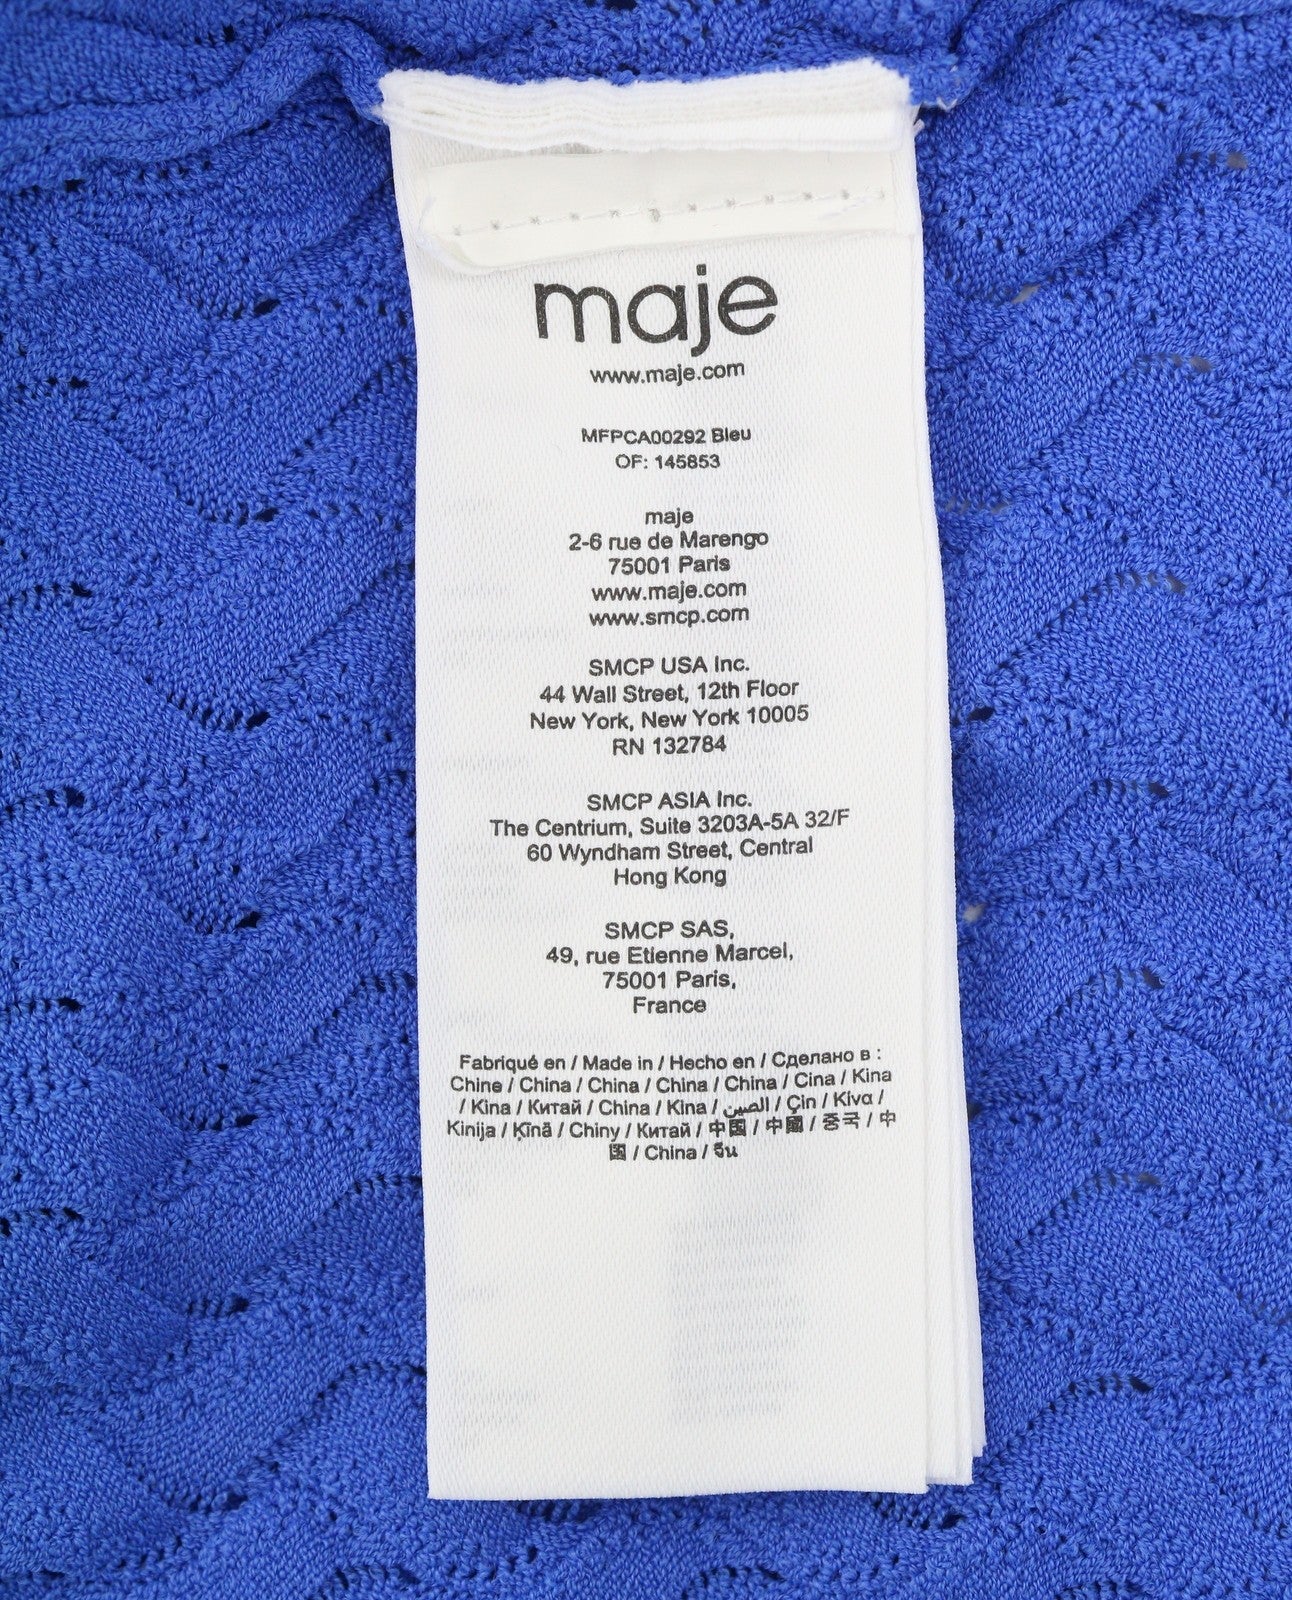 maje
www.maje.com
MFPCA00292 Bleu
OF: 145853
maje
2-6 rue de Marengo
75001 Paris
www.maje.com
www.smcp.com
SMCP USA Inc.
44 Wall Street, 12th Floor
New York, New York 10005
RN 132784
SMCP ASIA Inc.
The Centrium, Suite 3203A-5A 32/F
60 Wyndham Street, Central
Hong Kong
SMCP SAS,
49, rue Etienne Marcel,
75001 Paris,
France
Fabriqué en / Made in / Hecho en / Сделано в :
Chine / China / China / China / China / Cina / Kina
/ Kina / Китай / China / Kina / الصين / Çin / Κίνα /
Kinija / Ķīnā / Chiny / Китай / 中国 / 中國 / 중국 / 中
国 / China / จีน